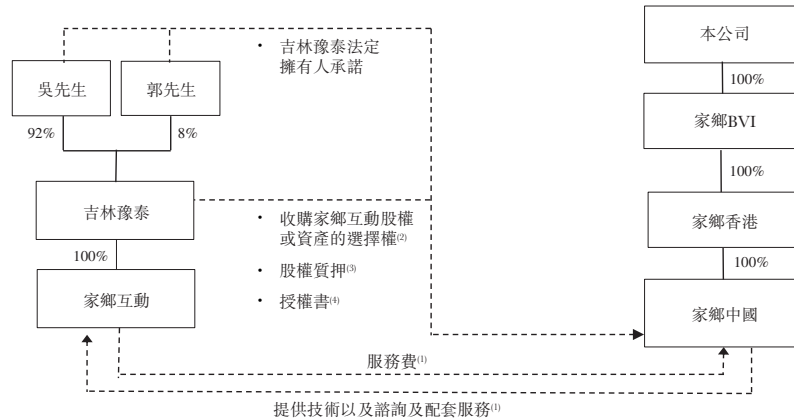 • 吉林豫泰法定
擁有人承諾
吳先生
郭先生
92%
8%
吉林豫泰
100%
家鄉互動
• 收購家鄉互動股權
或資產的選擇權(2)
• 股權質押(3)
• 授權書(4)
本公司
100%
家鄉BVI
100%
家鄉香港
100%
家鄉中國
服務費(1)
提供技術以及諮詢及配套服務(1)